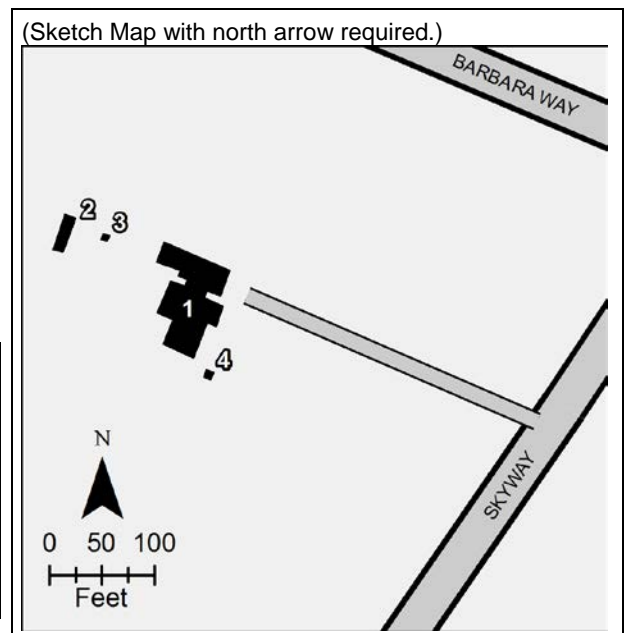 (Sketch Map with north arrow required.)
BARBARA WAY
2
3
1
4
N
0 50 100
Feet
SKYWAY